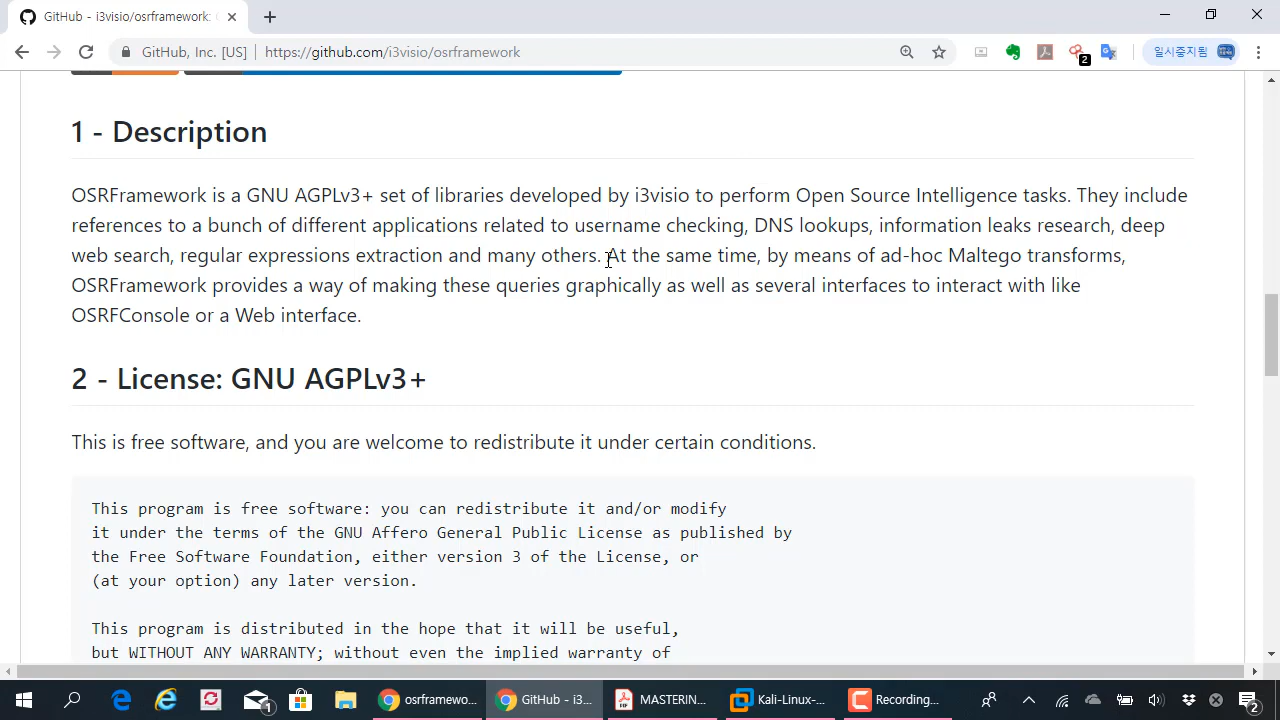 GitHub - i3visio/osrframework:
GitHub, Inc. [US] | https://github.com/i3visio/osrframework
2
일시중지됨
1 - Description
OSRFramework is a GNU AGPLv3+ set of libraries developed by i3visio to perform Open Source Intelligence tasks. They include
references to a bunch of different applications related to username checking, DNS lookups, information leaks research, deep
web search, regular expressions extraction and many others. At the same time, by means of ad-hoc Maltego transforms,
OSRFramework provides a way of making these queries graphically as well as several interfaces to interact with like
OSRFConsole or a Web interface.
2 - License: GNU AGPLv3+
This is free software, and you are welcome to redistribute it under certain conditions.
This program is free software: you can redistribute it and/or modify
it under the terms of the GNU Affero General Public License as published by
the Free Software Foundation, either version 3 of the License, or
(at your option) any later version.
This program is distributed in the hope that it will be useful,
but WITHOUT ANY WARRANTY; without even the implied warranty of
1
osrframewo...
GitHub - i3...
MASTERIN...
Kali-Linux-...
Recording...
2